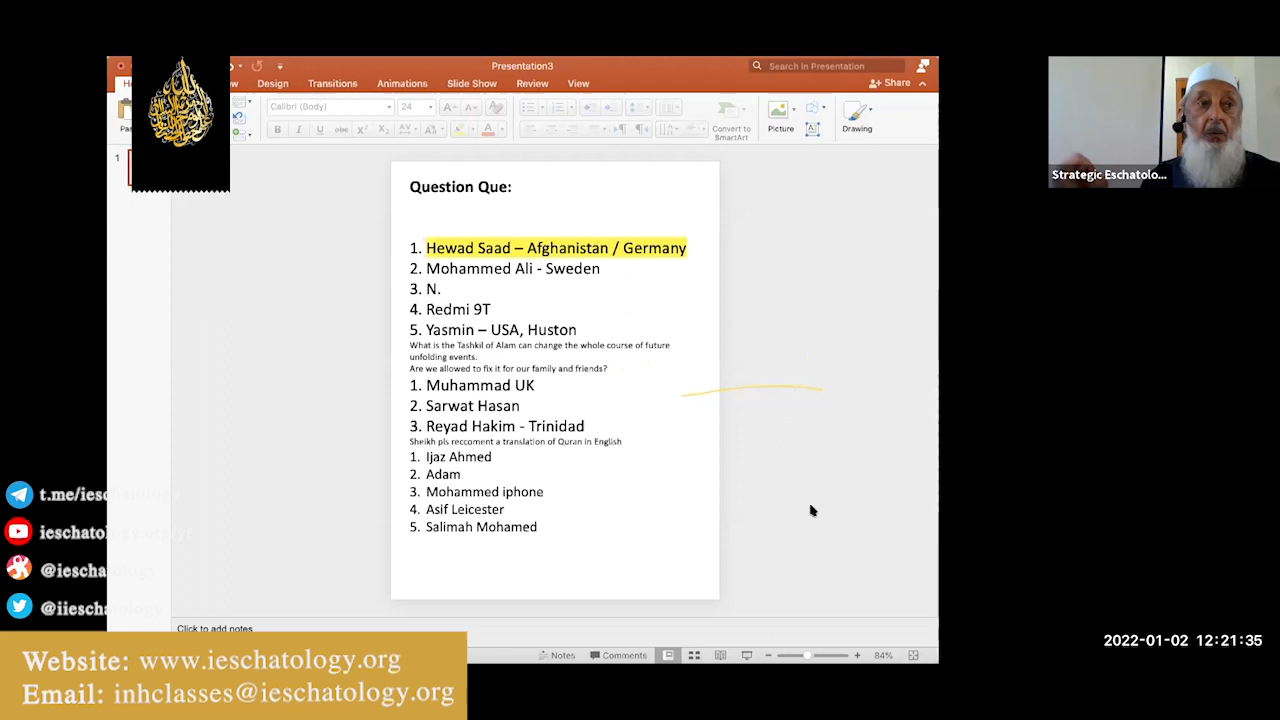 Presentation3
Search in Presentation
Design Transitions Animations Slide Show Review View
Share
Calibri (Body) 24
Convert to SmartArt
Picture
Drawing
1
Question Que:
1. Hewad Saad – Afghanistan / Germany
2. Mohammed Ali - Sweden
3. N.
4. Redmi 9T
5. Yasmin – USA, Huston
What is the Tashkil of Alam can change the whole course of future
unfolding events.
Are we allowed to fix it for our family and friends?
1. Muhammad UK
2. Sarwat Hasan
3. Reyad Hakim - Trinidad
Sheikh pls reccoment a translation of Quran in English
1. Ijaz Ahmed
2. Adam
3. Mohammed iphone
4. Asif Leicester
5. Salimah Mohamed
Strategic Eschatolo...
t.me/ieschatology
ieschatology.org/yt
@ieschatology
@iieschatology
Click to add notes
Notes Comments 84%
2022-01-02 12:21:35
Website: www.ieschatology.org
Email: inhclasses@ieschatology.org